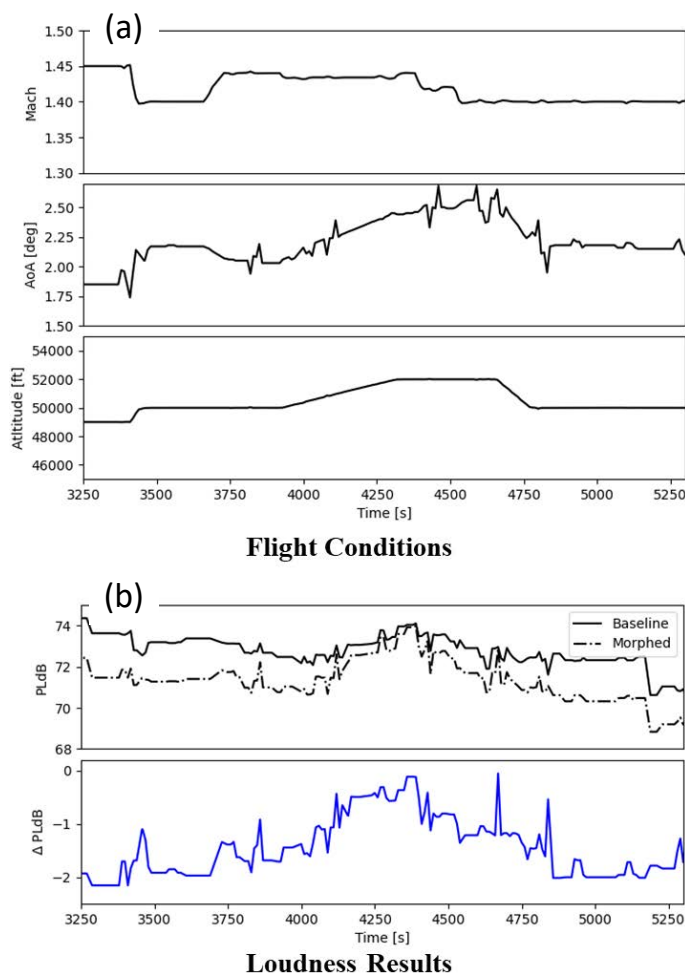 (a)
1.50
1.45
1.40
1.35
1.30
Mach
2.50
2.25
2.00
1.75
1.50
AoA [deg]
54000
52000
50000
48000
46000
Atltitude [ft]
3250 3500 3750 4000 4250 4500 4750 5000 5250
Time [s]
Flight Conditions
(b)
74
72
70
68
PLdB
Baseline
Morphed
0
−1
−2
Δ PLdB
3250 3500 3750 4000 4250 4500 4750 5000 5250
Time [s]
Loudness Results